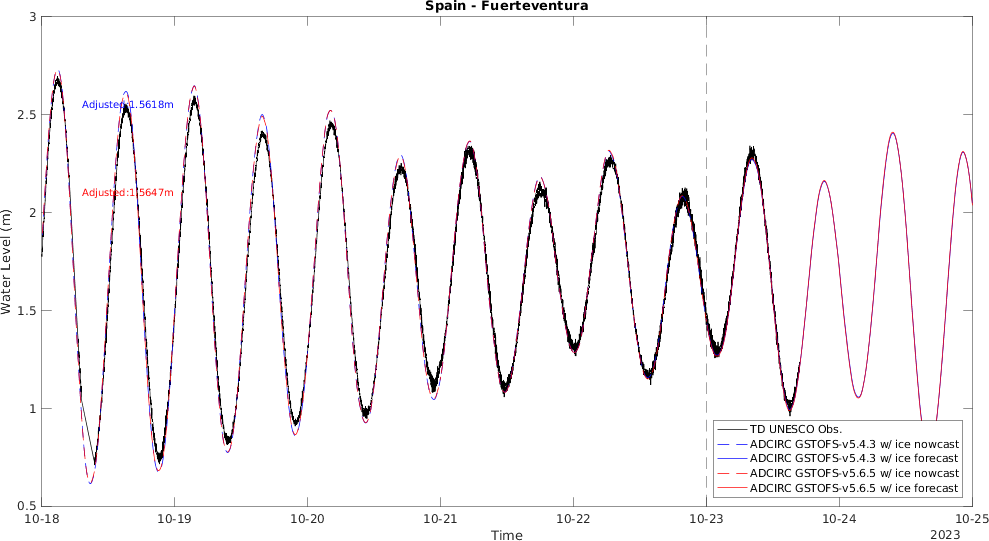 Spain - Fuerteventura
3
2.5
2
1.5
1
0.5
Water Level (m)
Adjusted:1.5618m
Adjusted:1.5647m
TD UNESCO Obs.
ADCIRC GSTOFS-v5.4.3 w/ ice nowcast
ADCIRC GSTOFS-v5.4.3 w/ ice forecast
ADCIRC GSTOFS-v5.6.5 w/ ice nowcast
ADCIRC GSTOFS-v5.6.5 w/ ice forecast
10-18 10-19 10-20 10-21 10-22 10-23 10-24 10-25
Time
2023